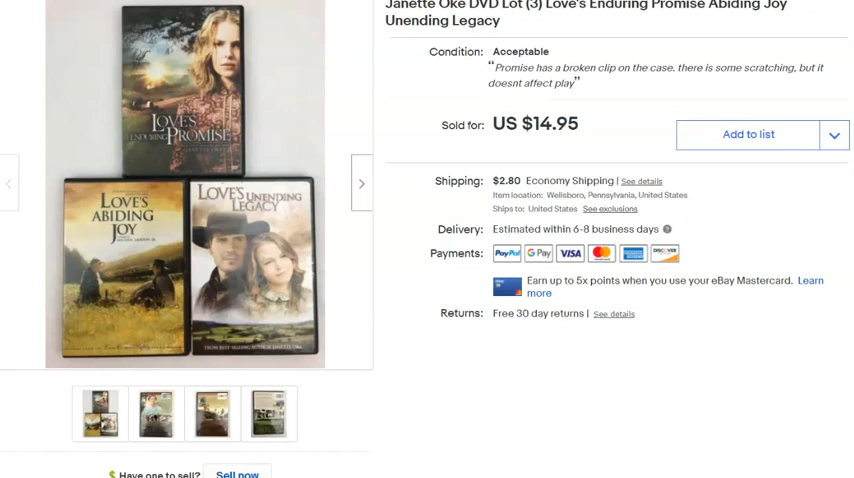 Janette Oke DVD Lot (3) Love's Enduring Promise Abiding Joy
Unending Legacy
Condition: Acceptable
“Promise has a broken clip on the case. there is some scratching, but it
doesnt affect play”
Sold for: US $14.95
Add to list
Shipping: $2.80 Economy Shipping | See details
Item location: Wellsboro, Pennsylvania, United States
Ships to: United States See exclusions
Delivery: Estimated within 6-8 business days
Payments: PayPal G Pay VISA
Earn up to 5x points when you use your eBay Mastercard. Learn
more
Returns: Free 30 day returns | See details
LOVE'S
ENDURING PROMISE
LOVE'S
ABIDING
JOY
LOVE'S UNENDING
LEGACY
Have one to sell? Sell now